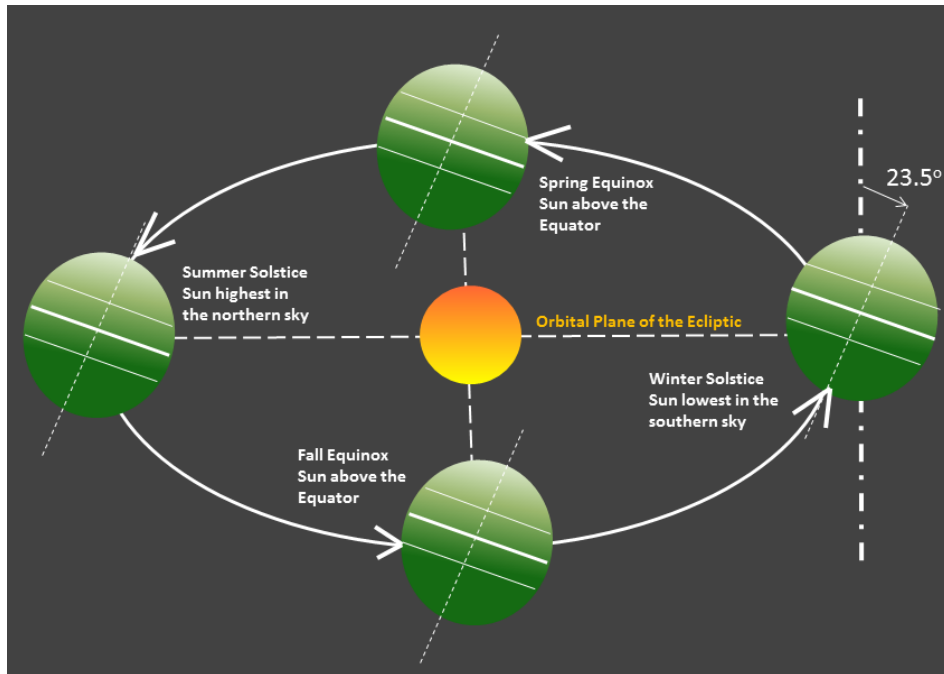 Spring Equinox
Sun above the
Equator
23.5°
Summer Solstice
Sun highest in
the northern sky
Orbital Plane of the Ecliptic
Winter Solstice
Sun lowest in the
southern sky
Fall Equinox
Sun above the
Equator